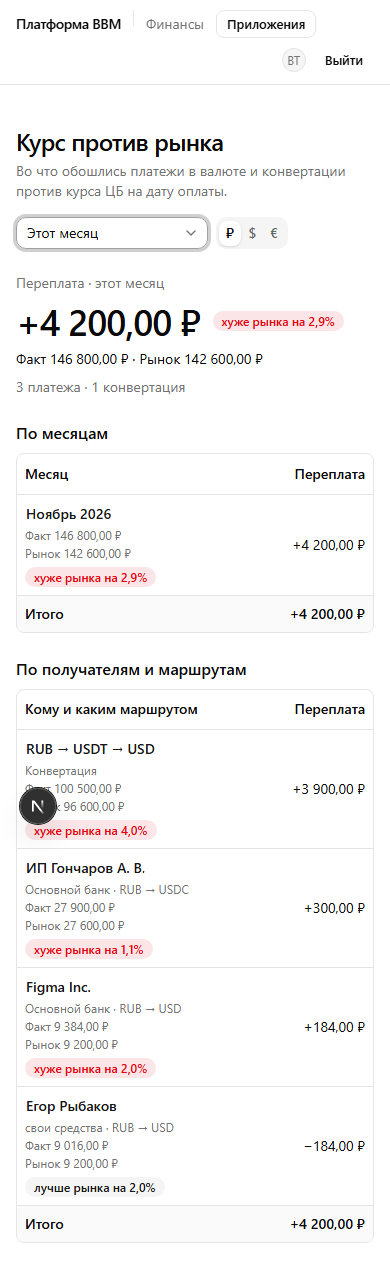 Платформа BBM
Финансы
Приложения
BT
Выйти
Курс против рынка
Во что обошлись платежи в валюте и конвертации
против курса ЦБ на дату оплаты.
Этот месяц
₽ $ €
Переплата · этот месяц
+4 200,00 ₽ хуже рынка на 2,9%
Факт 146 800,00 ₽ · Рынок 142 600,00 ₽
3 платежа · 1 конвертация
По месяцам
Месяц Переплата
Ноябрь 2026
Факт 146 800,00 ₽
Рынок 142 600,00 ₽
+4 200,00 ₽
хуже рынка на 2,9%
Итого +4 200,00 ₽
По получателям и маршрутам
Кому и каким маршрутом Переплата
RUB → USDT → USD
Конвертация
100 500,00 ₽
+3 900,00 ₽
N
96 600,00 ₽
хуже рынка на 4,0%
ИП Гончаров А. В.
Основной банк · RUB → USDC
Факт 27 900,00 ₽
+300,00 ₽
Рынок 27 600,00 ₽
хуже рынка на 1,1%
Figma Inc.
Основной банк · RUB → USD
Факт 9 384,00 ₽
+184,00 ₽
Рынок 9 200,00 ₽
хуже рынка на 2,0%
Егор Рыбаков
свои средства · RUB → USD
Факт 9 016,00 ₽
−184,00 ₽
Рынок 9 200,00 ₽
лучше рынка на 2,0%
Итого +4 200,00 ₽